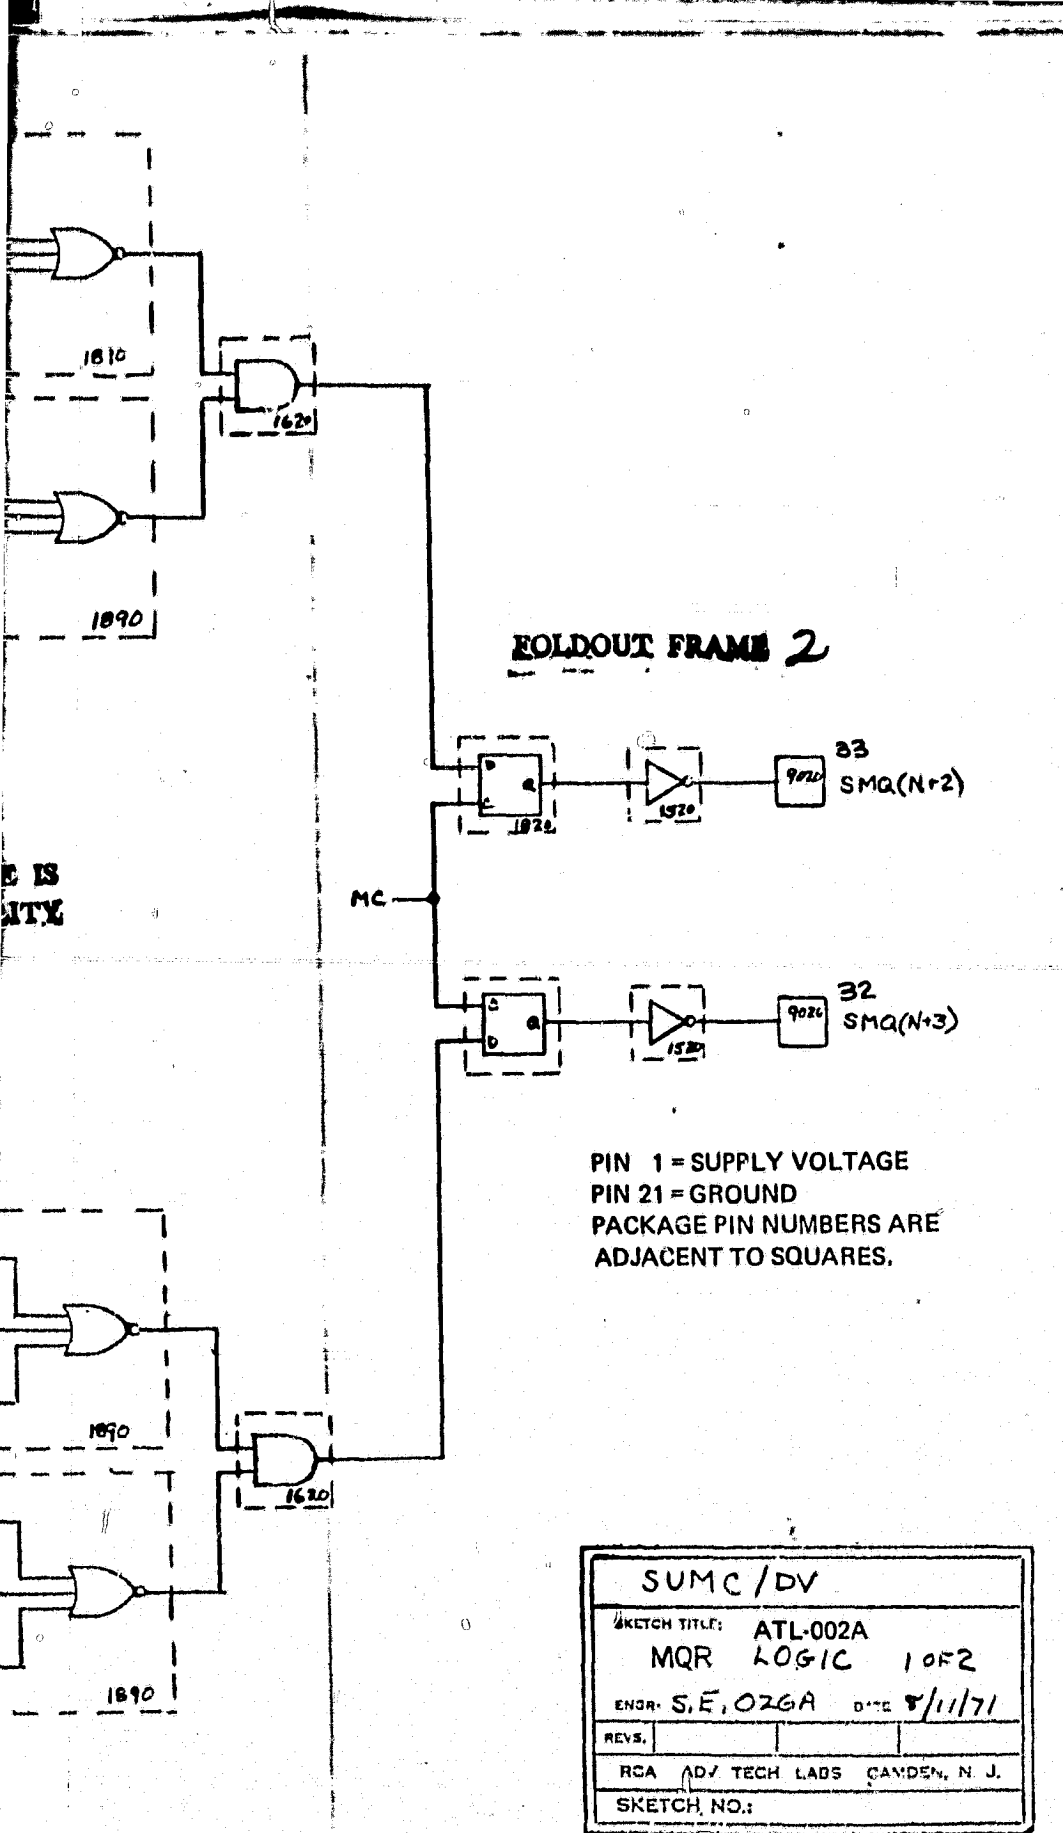 1810
1620
1890
FOLDOUT FRAME 2
D
Q
C
1820
1520
9020
33
SMQ(N+2)
E IS
LITY
MC
C
Q
D
1520
32
SMQ(N+3)
PIN 1 = SUPPLY VOLTAGE
PIN 21 = GROUND
PACKAGE PIN NUMBERS ARE
ADJACENT TO SQUARES.
1890
1620
1890
SUMC/DV
SKETCH TITLE: ATL-002A
MQR LOGIC 1 OF 2
ENGR. S.E. OZGA DATE 8/11/71
REVS.
RCA ADV TECH LABS CAMDEN, N. J.
SKETCH NO.: